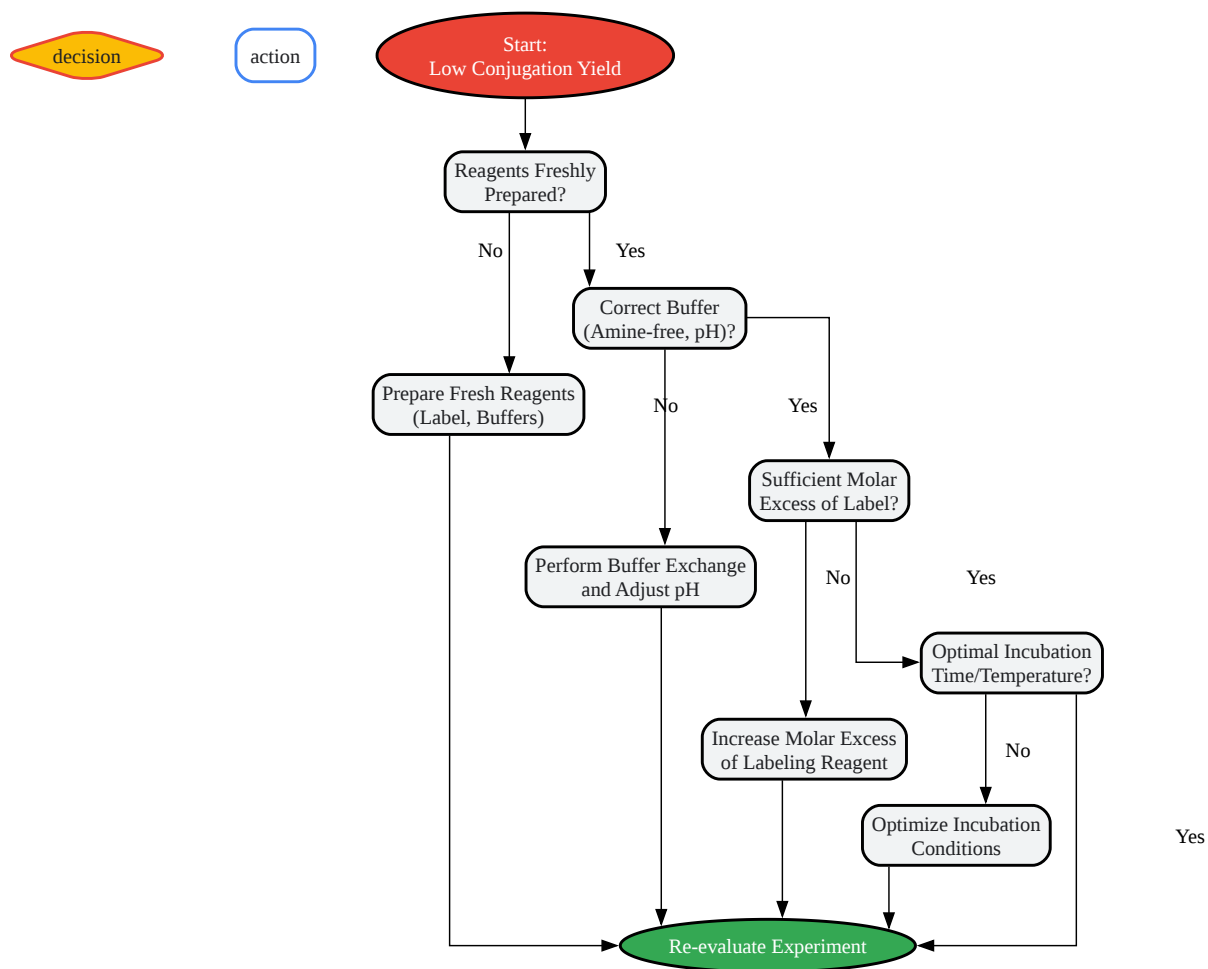 decision
action
Start:
Low Conjugation Yield
Reagents Freshly
Prepared?
No
Yes
Correct Buffer
(Amine-free, pH)?
Prepare Fresh Reagents
(Label, Buffers)
No
Yes
Sufficient Molar
Excess of Label?
Perform Buffer Exchange
and Adjust pH
No
Yes
Optimal Incubation
Time/Temperature?
Increase Molar Excess
of Labeling Reagent
No
Optimize Incubation
Conditions
Yes
Re-evaluate Experiment